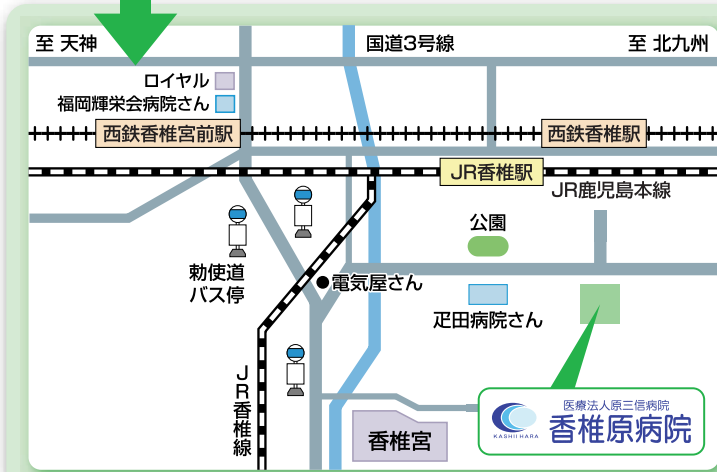 至 天神
国道3号線
至 北九州
ロイヤル
福岡輝栄会病院さん
西鉄香椎宮前駅
西鉄香椎駅
JR香椎駅
JR鹿児島本線
公園
勅使道
バス停
電気屋さん
疋田病院さん
JR香椎線
香椎宮
医療法人原三信病院
香椎原病院
KASHII HARA